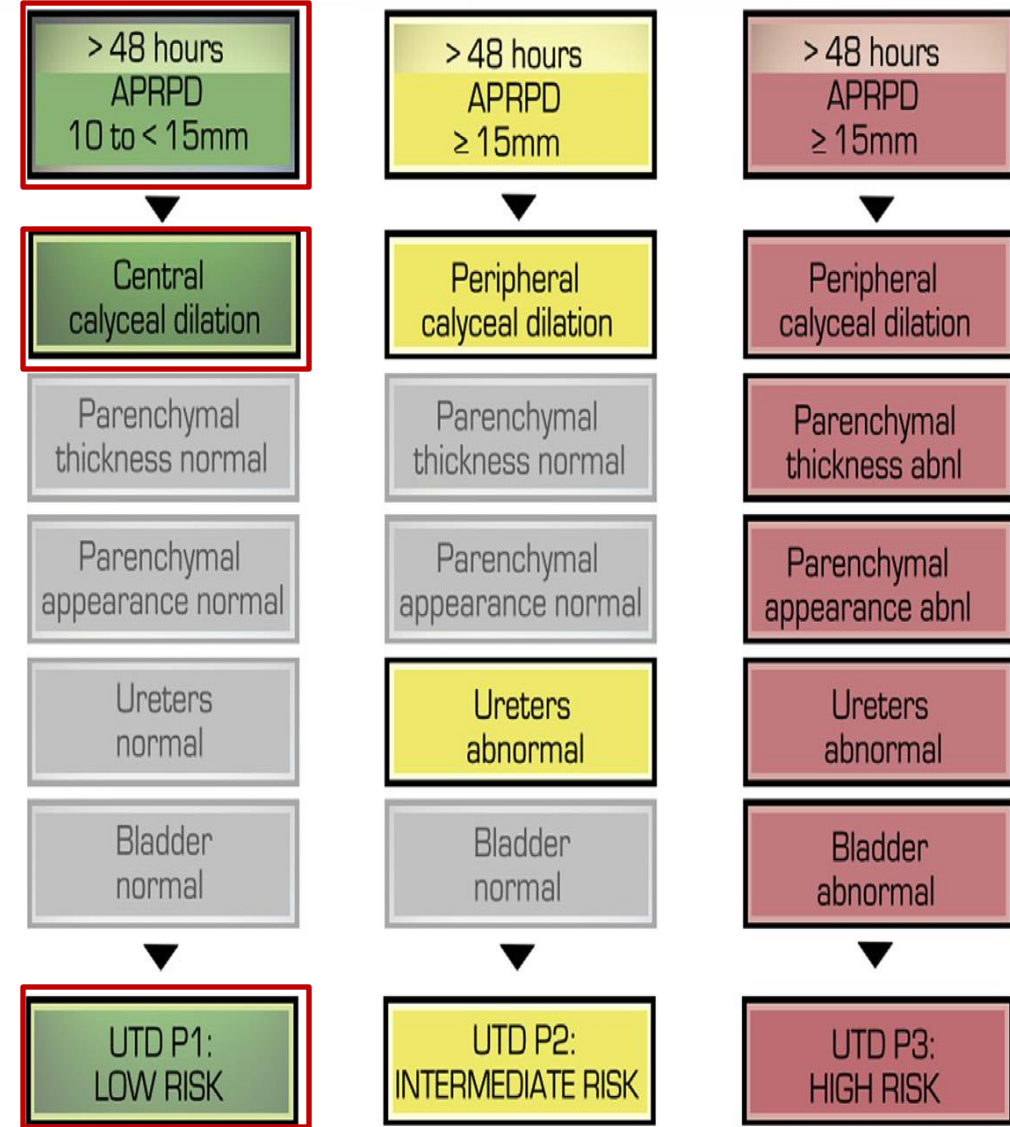 > 48 hours
APRPD
10 to < 15mm
Central
calyceal dilation
Parenchymal
thickness normal
Parenchymal
appearance normal
Ureters
normal
Bladder
normal
UTD P1:
LOW RISK
> 48 hours
APRPD
≥ 15mm
Peripheral
calyceal dilation
Parenchymal
thickness normal
Parenchymal
appearance normal
Ureters
abnormal
Bladder
normal
UTD P2:
INTERMEDIATE RISK
> 48 hours
APRPD
≥ 15mm
Peripheral
calyceal dilation
Parenchymal
thickness abnl
Parenchymal
appearance abnl
Ureters
abnormal
Bladder
abnormal
UTD P3:
HIGH RISK